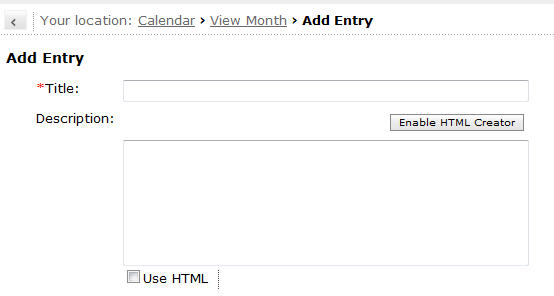 ‹ Your location: Calendar › View Month › Add Entry
Add Entry
*Title:
Description:
Enable HTML Creator
Use HTML